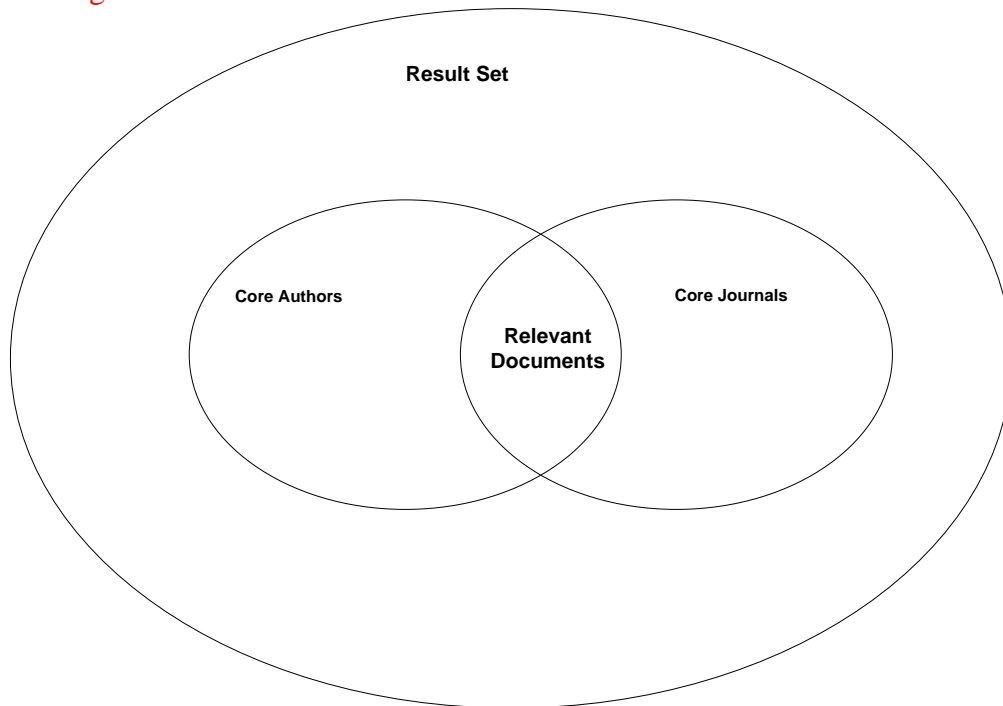 Result Set
Core Authors
Core Journals
Relevant
Documents